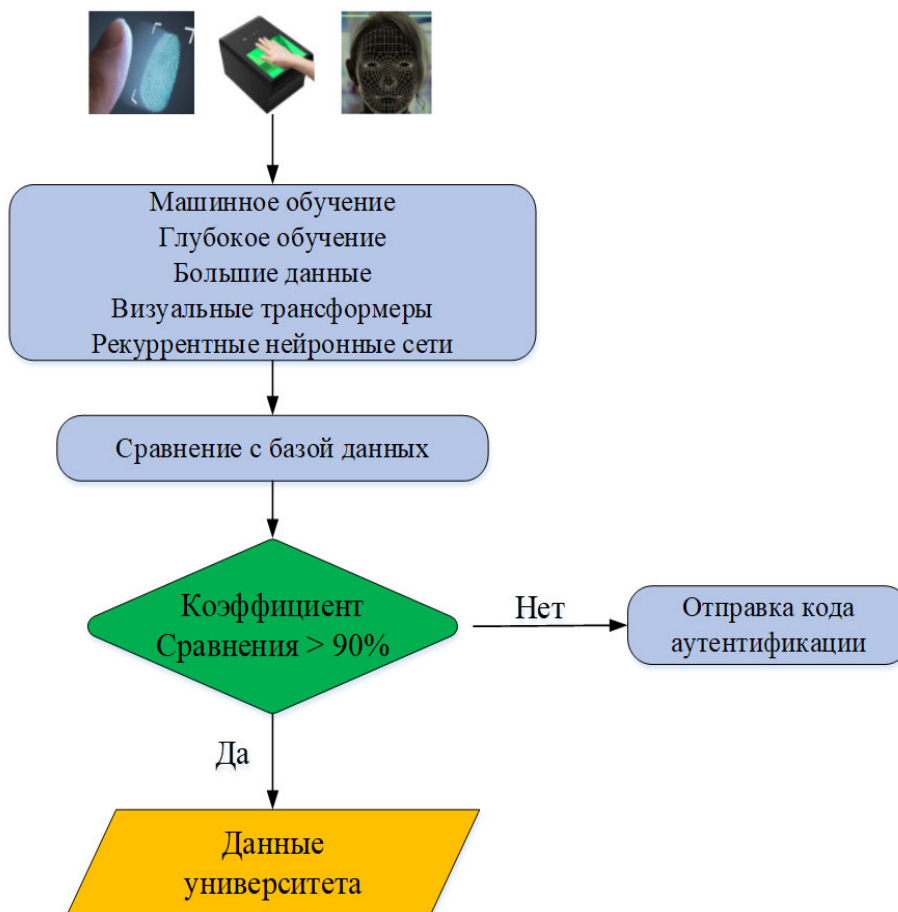 Машинное обучение
Глубокое обучение
Большие данные
Визуальные трансформеры
Рекуррентные нейронные сети
Сравнение с базой данных
Коэффициент
Сравнения > 90%
Нет
Отправка кода
аутентификации
Да
Данные
университета